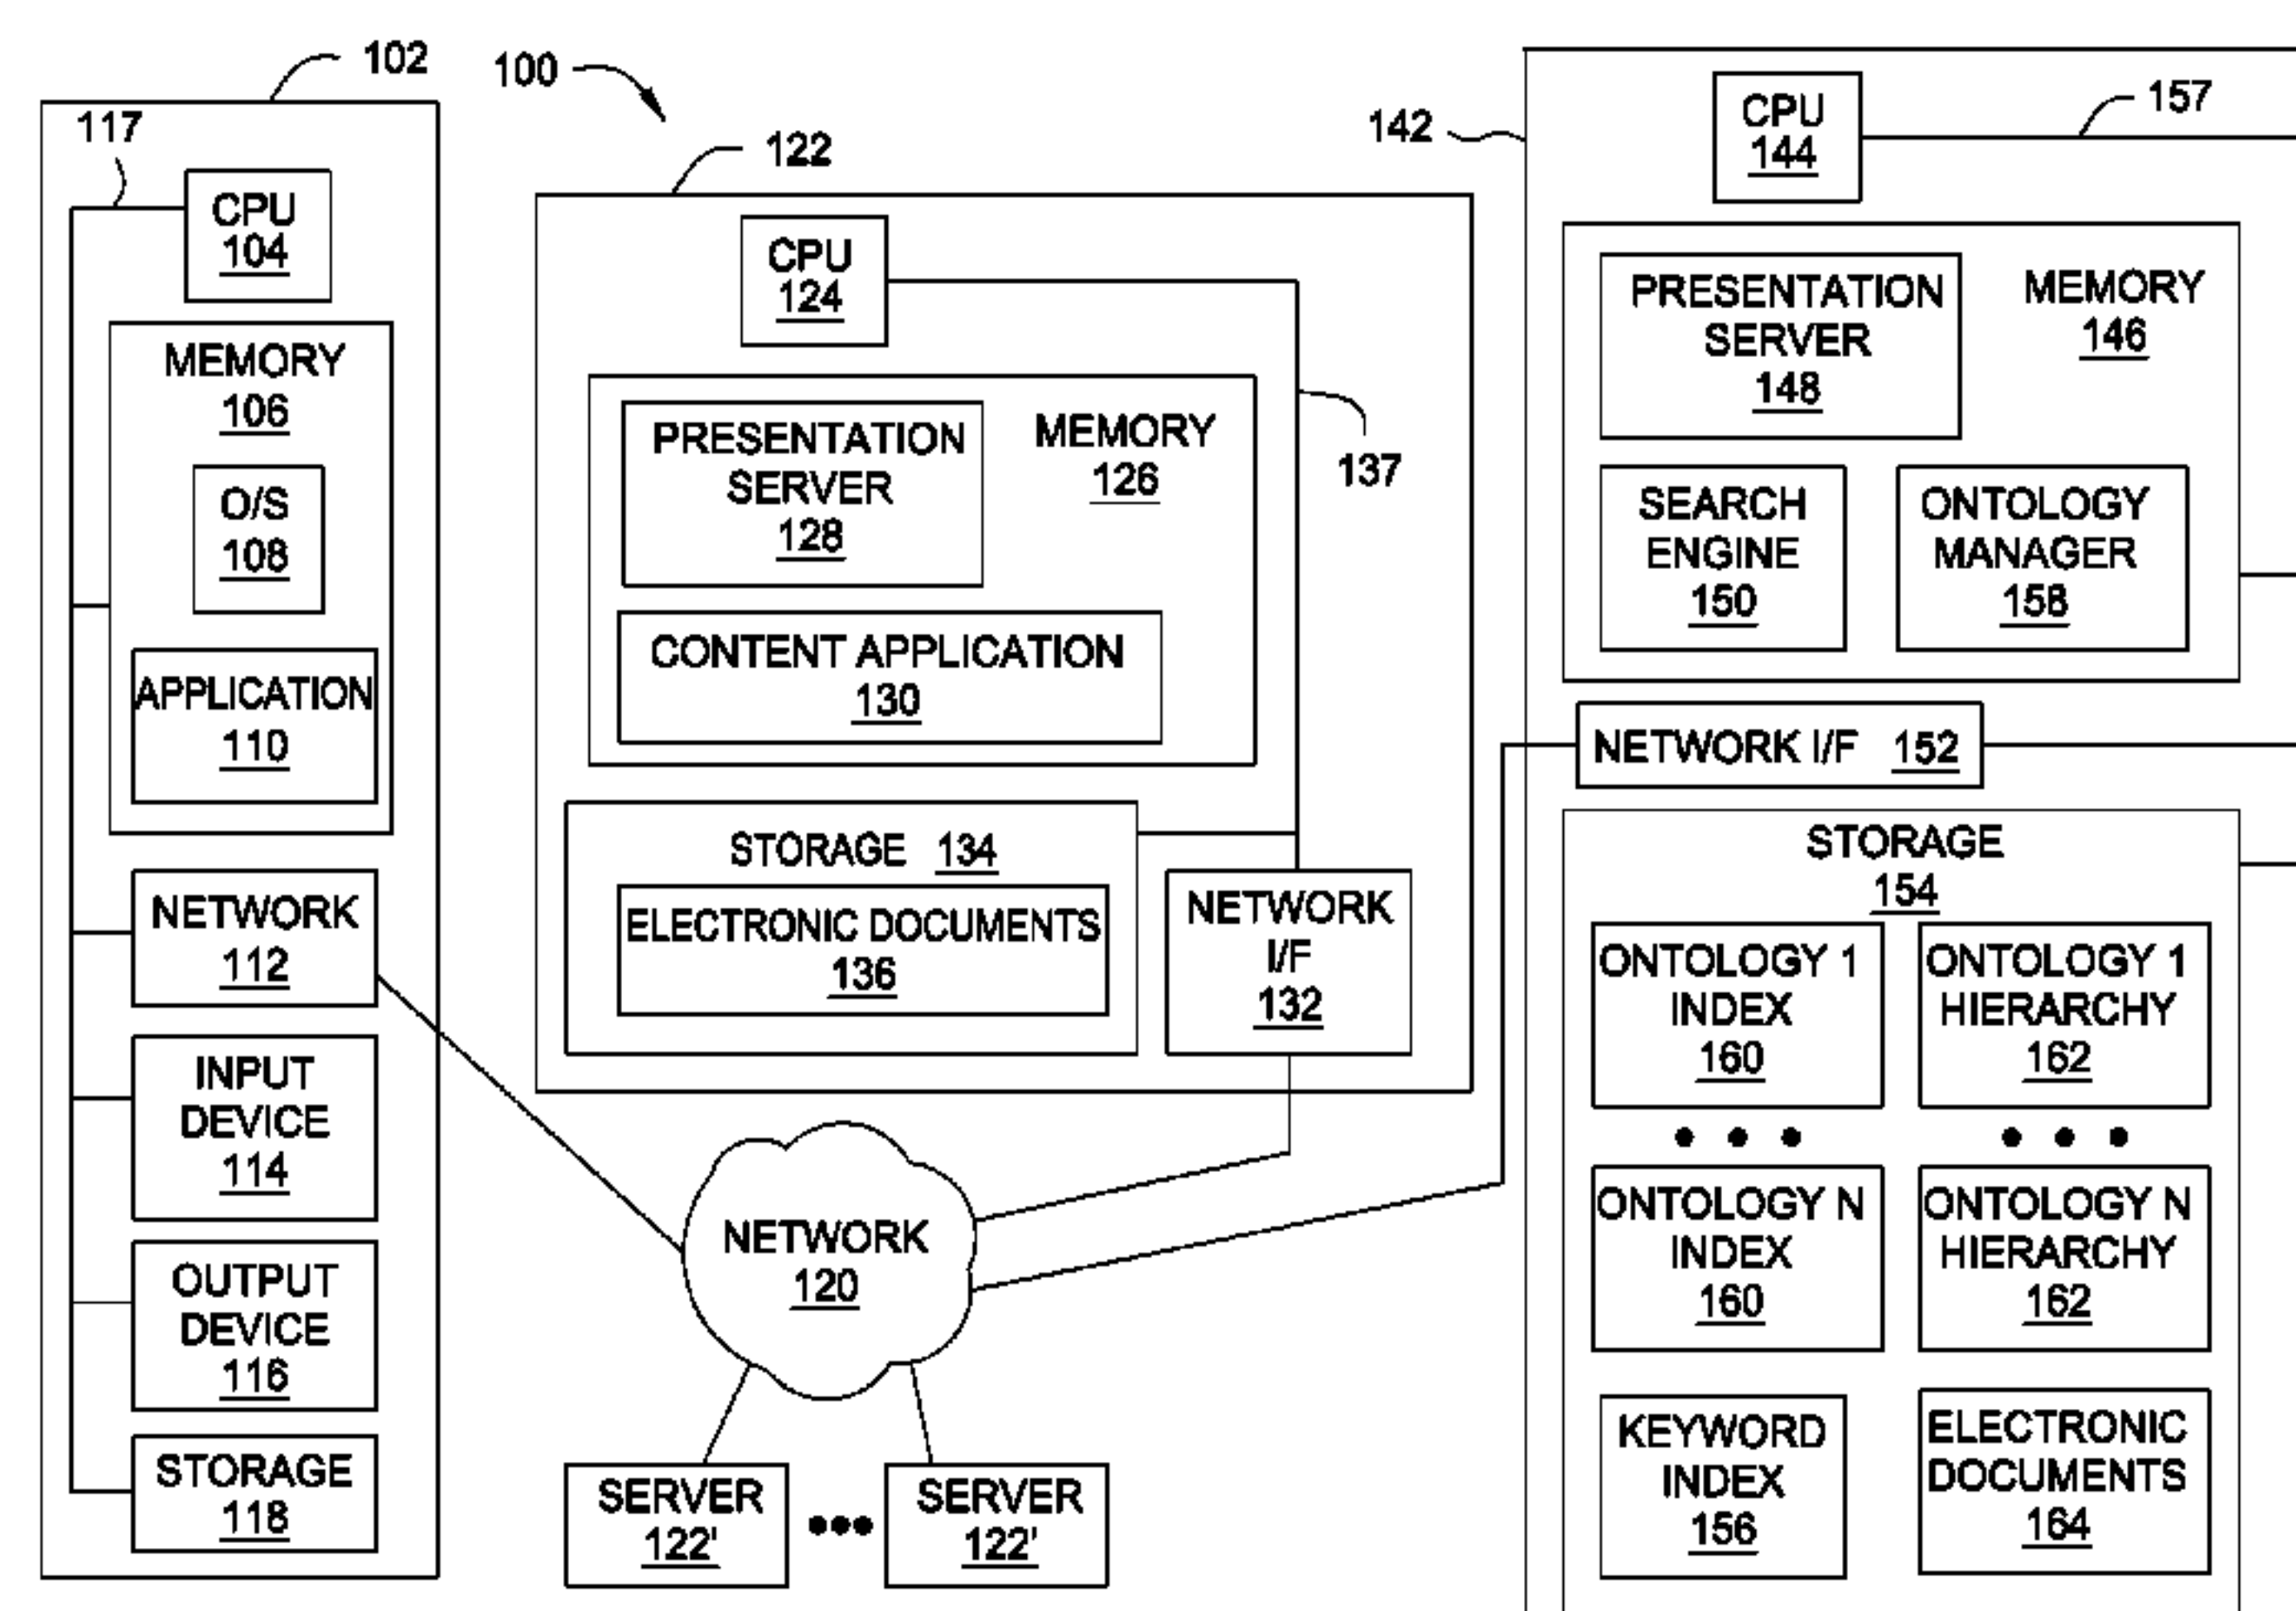 102
117
CPU
104
MEMORY
106
O/S
108
APPLICATION
110
NETWORK
112
INPUT
DEVICE
114
OUTPUT
DEVICE
116
STORAGE
118
100
122
CPU
124
137
PRESENTATION
SERVER
128
MEMORY
126
CONTENT APPLICATION
130
STORAGE 134
ELECTRONIC DOCUMENTS
136
NETWORK
I/F
132
NETWORK
120
SERVER
122'
SERVER
122'
142
CPU
144
157
PRESENTATION
SERVER
148
MEMORY
146
SEARCH
ENGINE
150
ONTOLOGY
MANAGER
158
NETWORK I/F 152
STORAGE
154
ONTOLOGY 1
INDEX
160
ONTOLOGY 1
HIERARCHY
162
ONTOLOGY N
INDEX
160
ONTOLOGY N
HIERARCHY
162
KEYWORD
INDEX
156
ELECTRONIC
DOCUMENTS
164